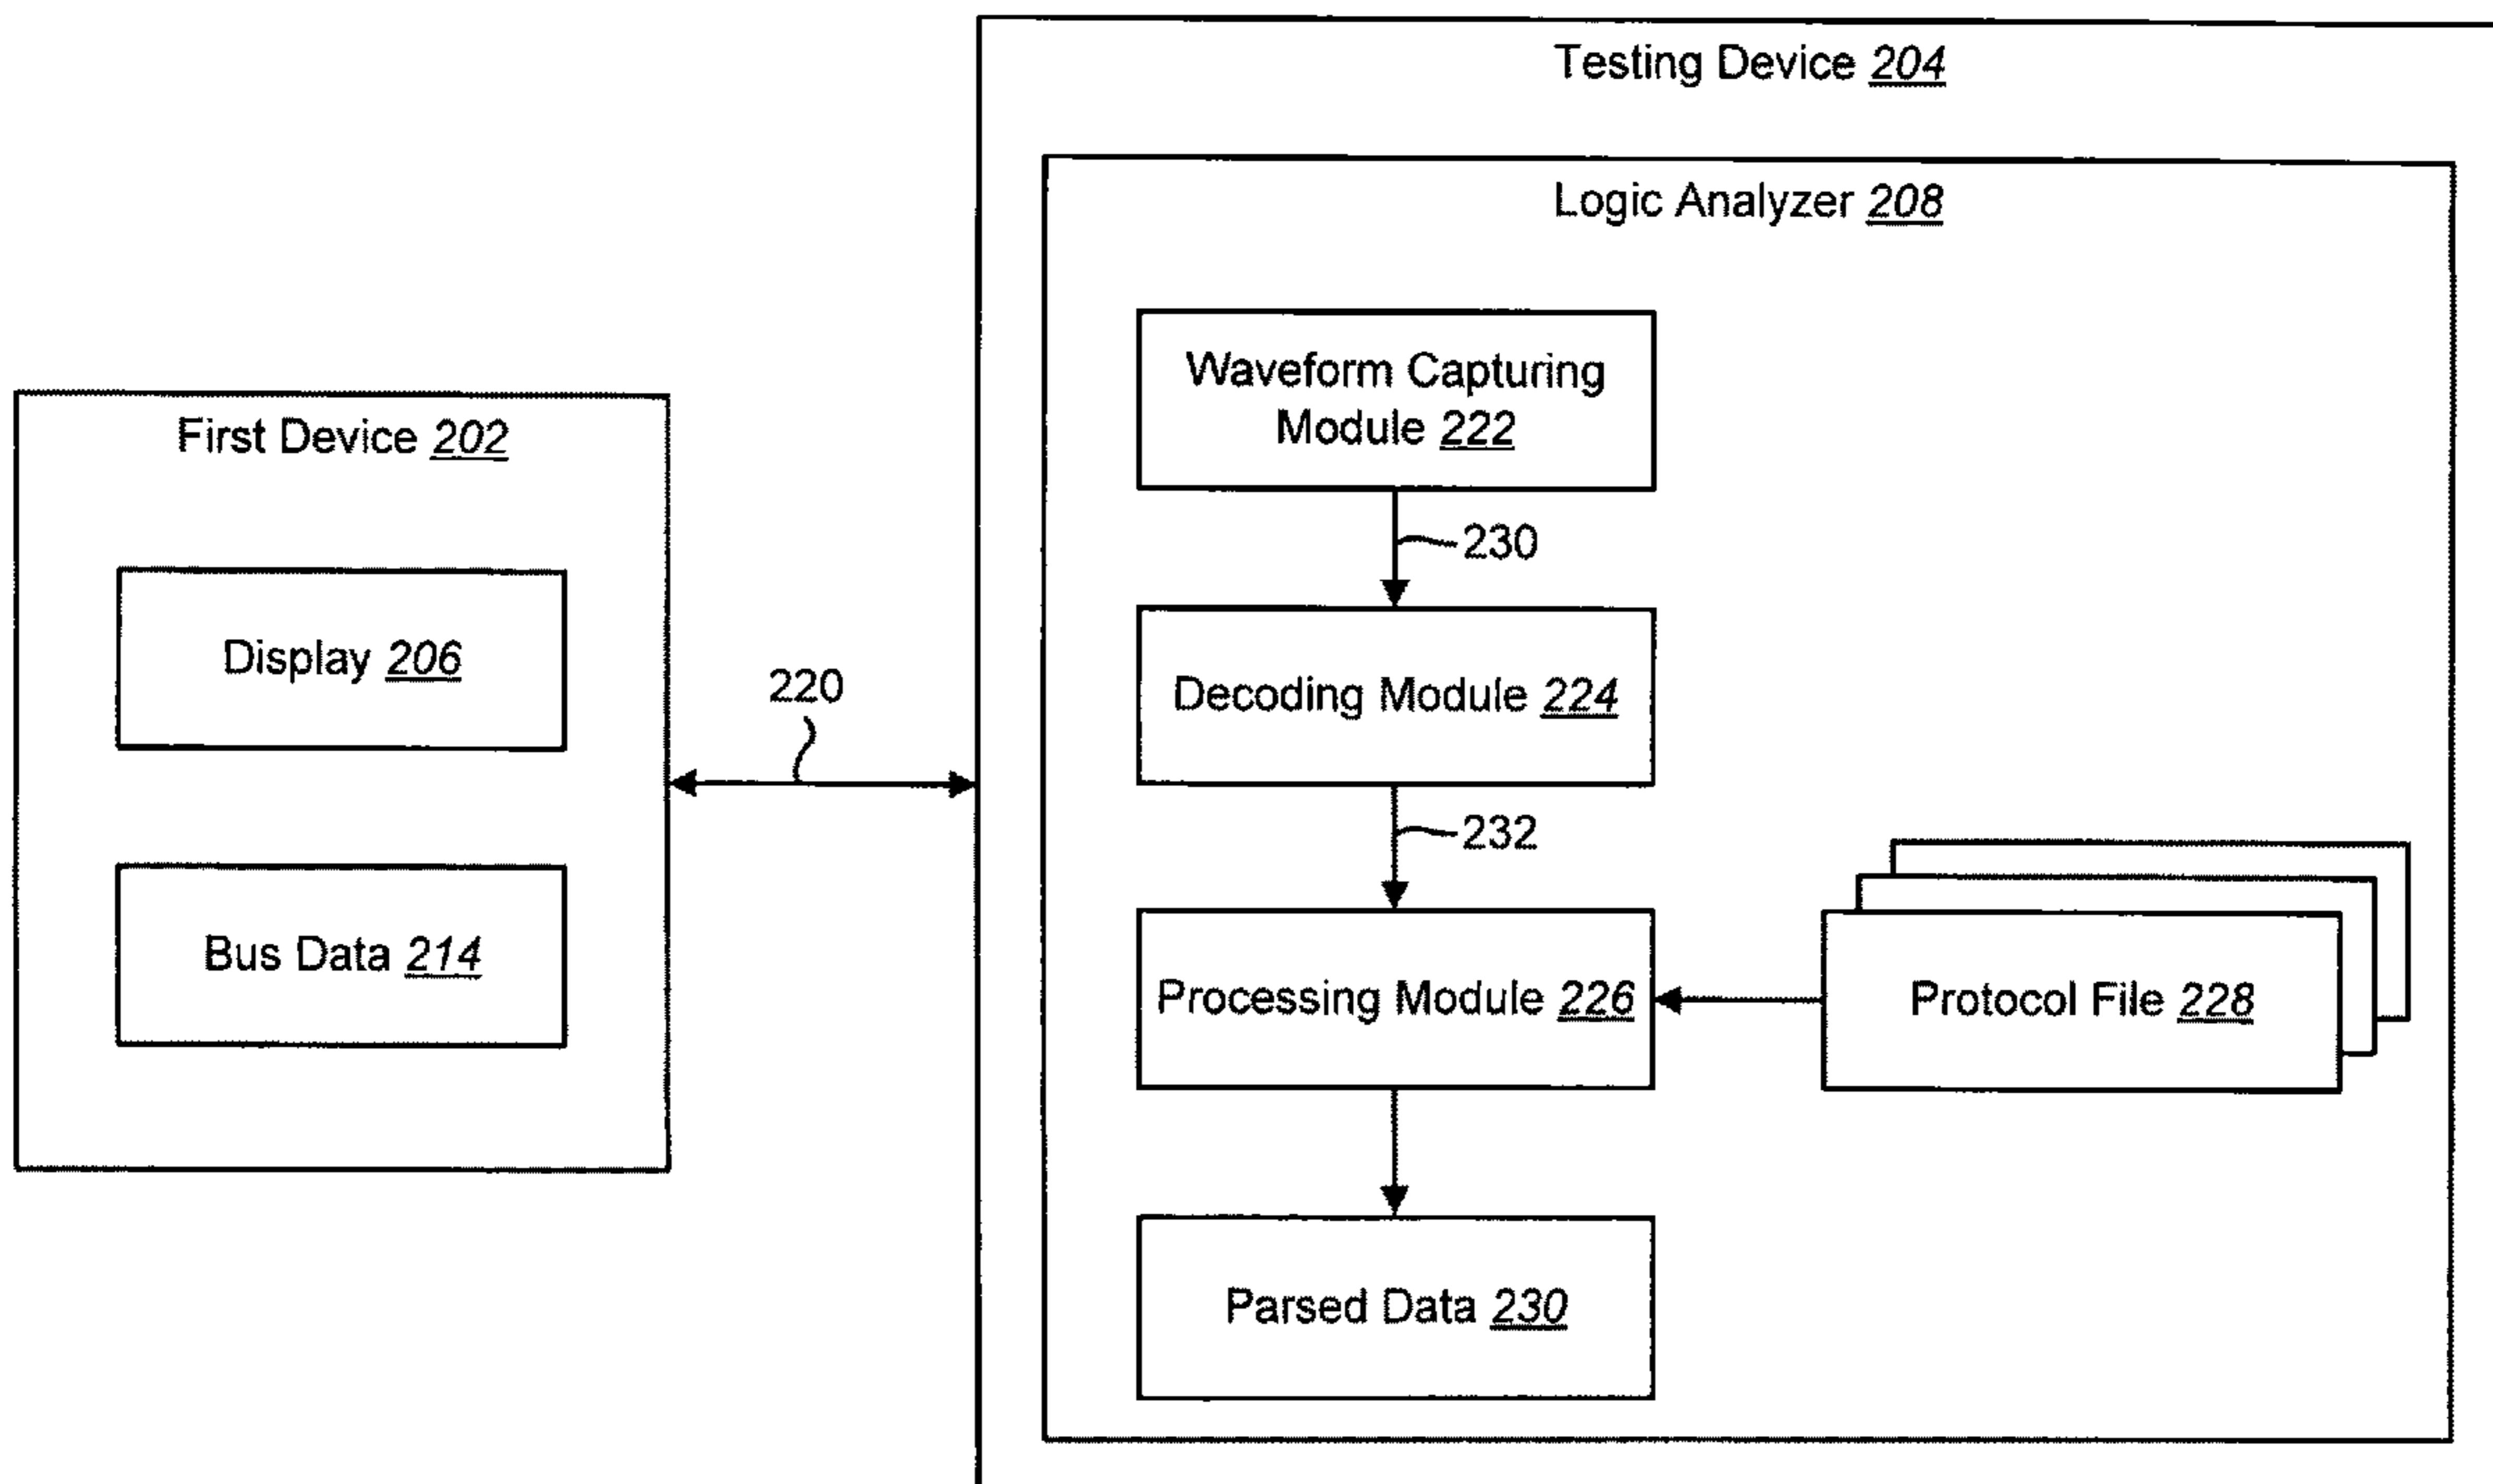 Testing Device 204
Logic Analyzer 208
Waveform Capturing
Module 222
230
First Device 202
Display 206
220
Decoding Module 224
232
Bus Data 214
Processing Module 226
Protocol File 228
Parsed Data 230